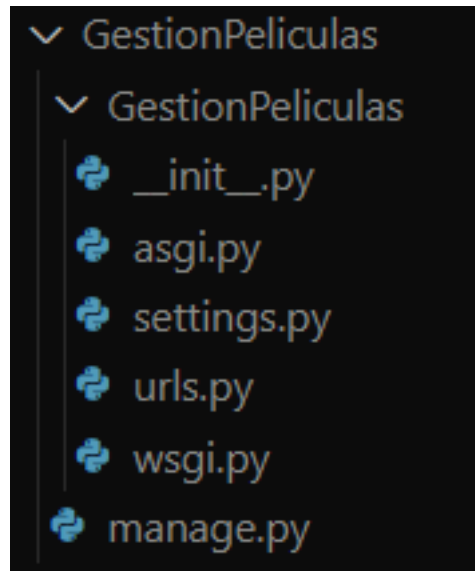 GestionPeliculas
GestionPeliculas
__init__.py
asgi.py
settings.py
urls.py
wsgi.py
manage.py